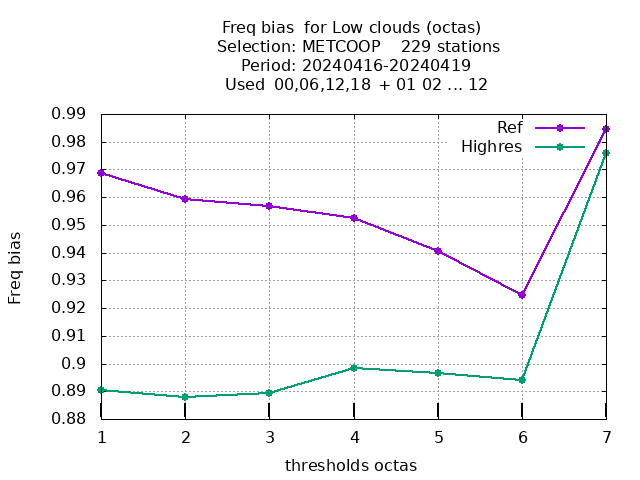 Freq bias for Low clouds (octas)
Selection: METCOOP 229 stations
Period: 20240416-20240419
Used 00,06,12,18 + 01 02 ... 12
Ref
Highres
0.99
0.98
0.97
0.96
0.95
0.94
0.93
0.92
0.91
0.9
0.89
0.88
Freq bias
1 2 3 4 5 6 7
thresholds octas